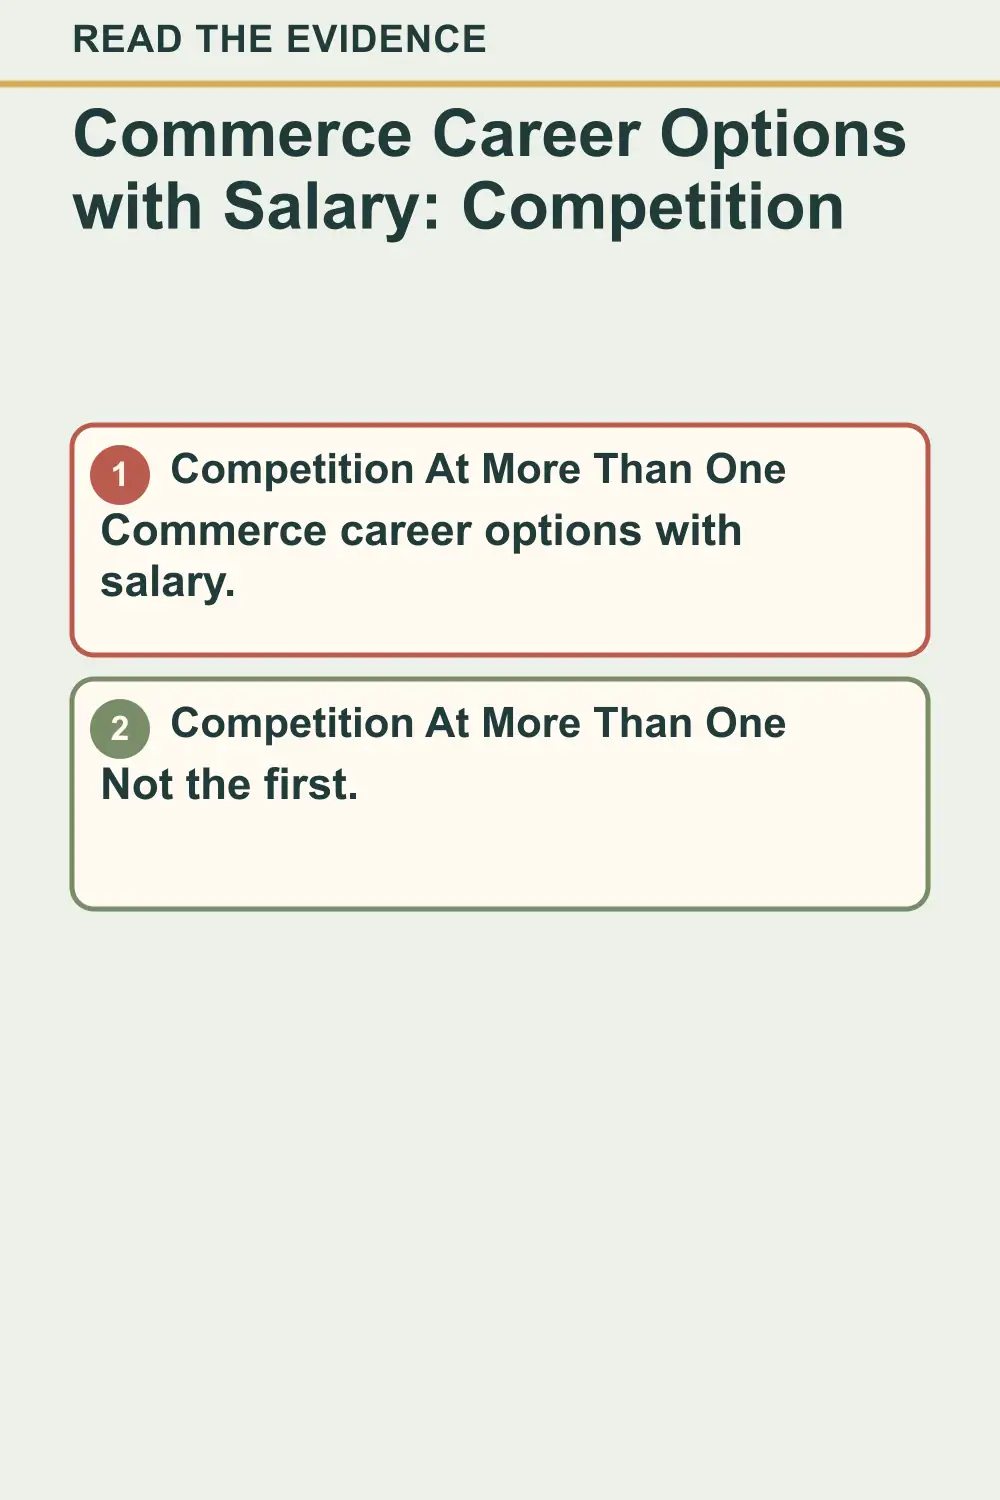 READ THE EVIDENCE
Commerce Career Options
with Salary: Competition
1 Competition At More Than One
Commerce career options with
salary.
2 Competition At More Than One
Not the first.